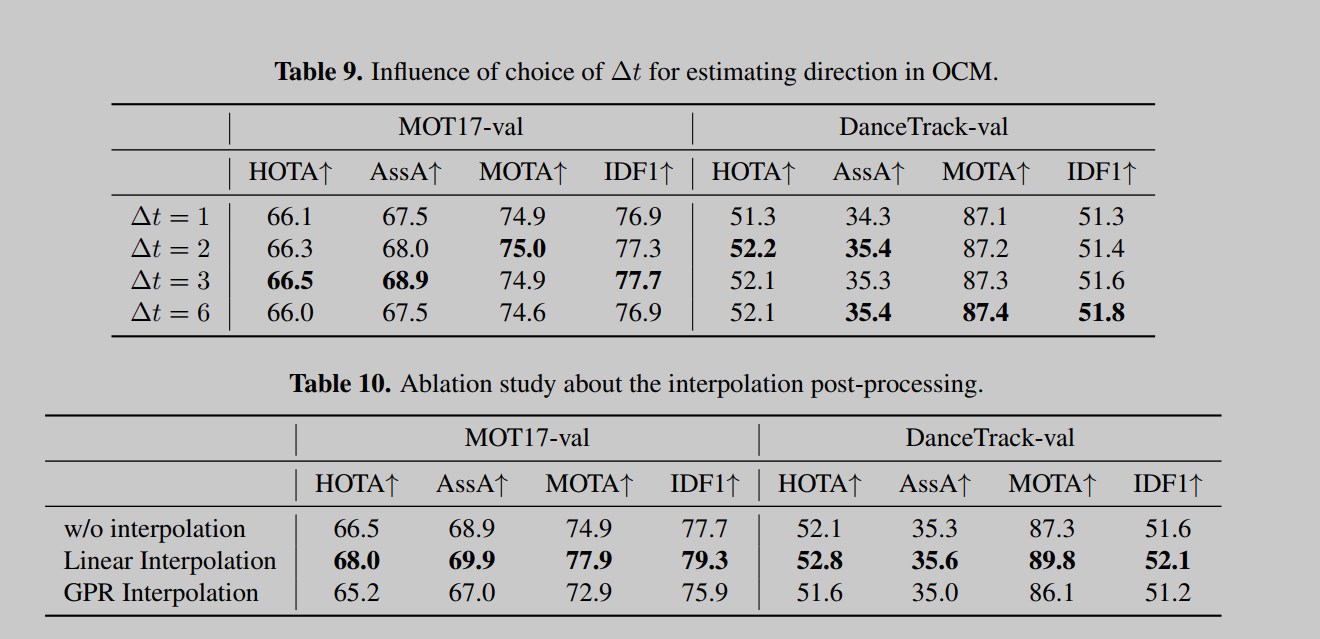 Table 9. Influence of choice of Δt for estimating direction in OCM.
MOT17-val DanceTrack-val
HOTA↑ AssA↑ MOTA↑ IDF1↑ HOTA↑ AssA↑ MOTA↑ IDF1↑
Δt = 1 66.1 67.5 74.9 76.9 51.3 34.3 87.1 51.3
Δt = 2 66.3 68.0 75.0 77.3 52.2 35.4 87.2 51.4
Δt = 3 66.5 68.9 74.9 77.7 52.1 35.3 87.3 51.6
Δt = 6 66.0 67.5 74.6 76.9 52.1 35.4 87.4 51.8
Table 10. Ablation study about the interpolation post-processing.
MOT17-val DanceTrack-val
HOTA↑ AssA↑ MOTA↑ IDF1↑ HOTA↑ AssA↑ MOTA↑ IDF1↑
w/o interpolation 66.5 68.9 74.9 77.7 52.1 35.3 87.3 51.6
Linear Interpolation 68.0 69.9 77.9 79.3 52.8 35.6 89.8 52.1
GPR Interpolation 65.2 67.0 72.9 75.9 51.6 35.0 86.1 51.2